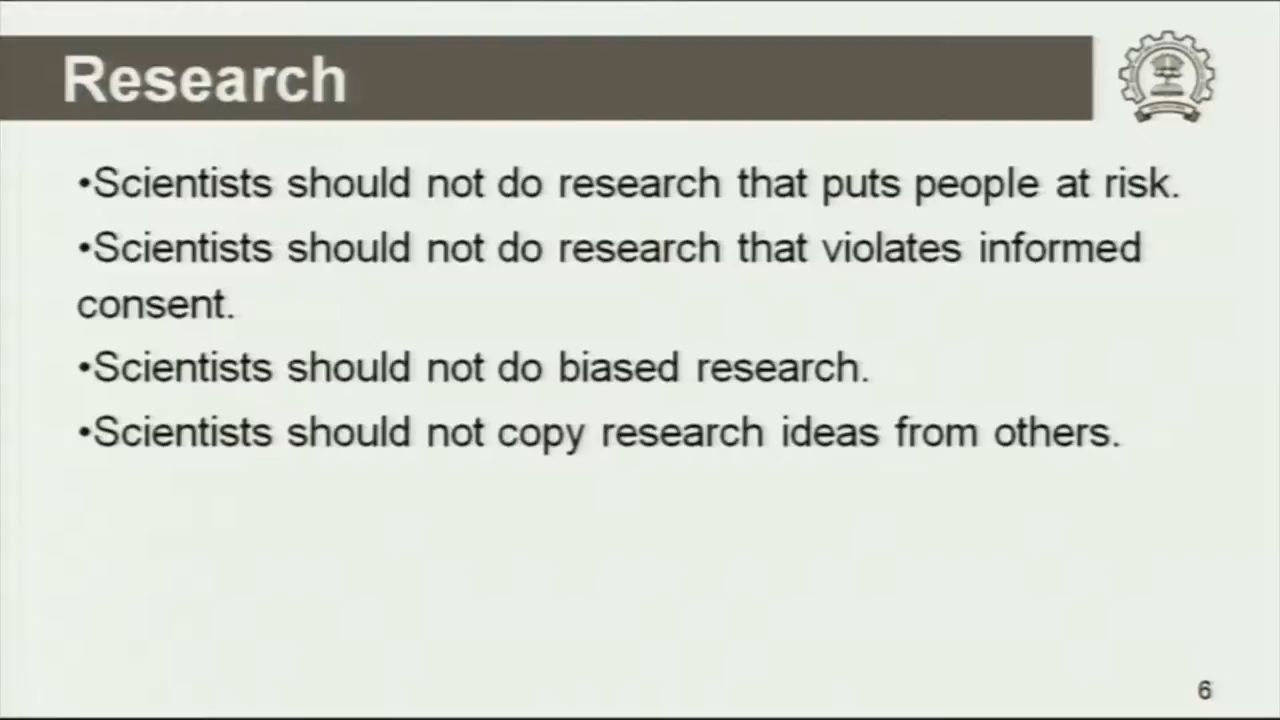 Research
•Scientists should not do research that puts people at risk.
•Scientists should not do research that violates informed
consent.
•Scientists should not do biased research.
•Scientists should not copy research ideas from others.
6